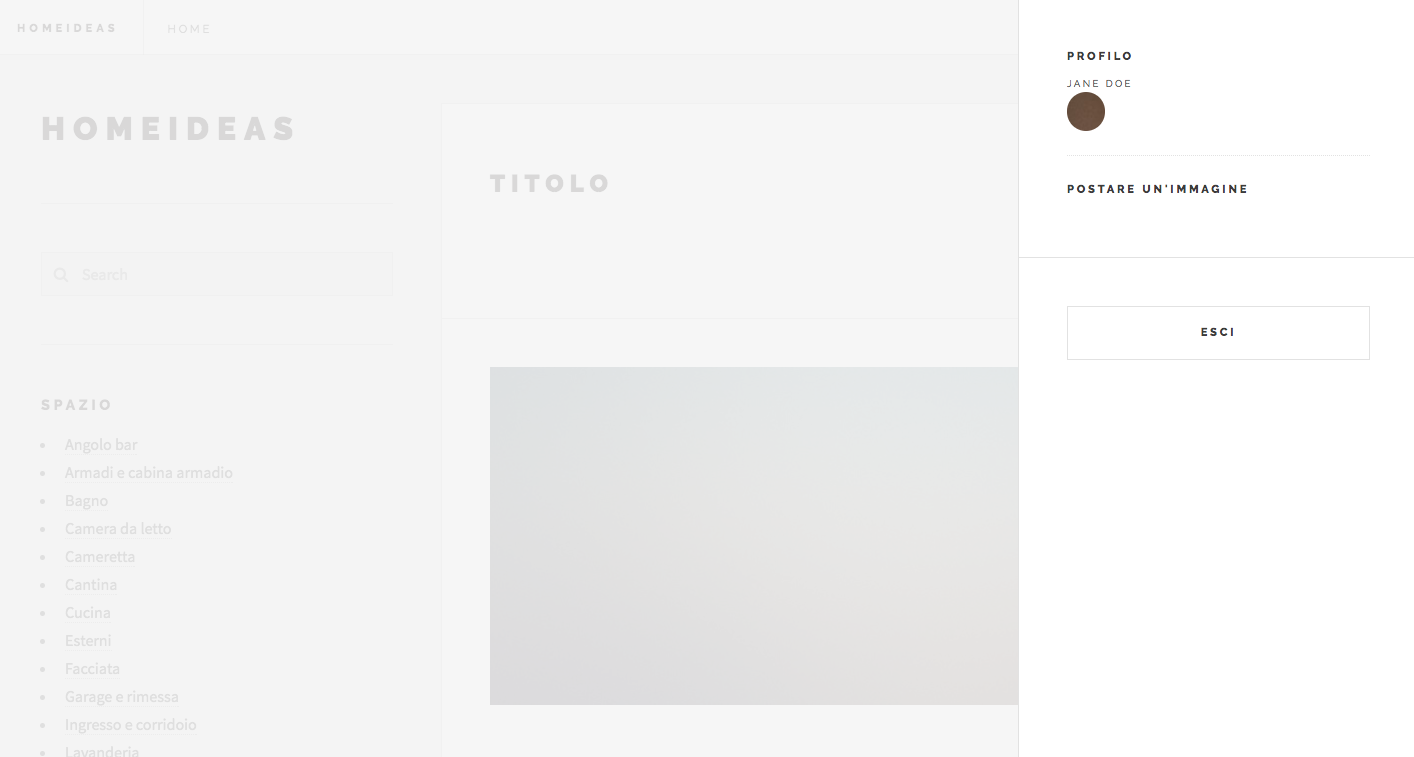 HOMEIDEAS
HOME
HOMEIDEAS
Search
SPAZIO
Angolo bar
Armadi e cabina armadio
Bagno
Camera da letto
Cameretta
Cantina
Cucina
Esterni
Facciata
Garage e rimessa
Ingresso e corridoio
Lavanderia
TITOLO
PROFILO
JANE DOE
POSTARE UN'IMMAGINE
ESCI